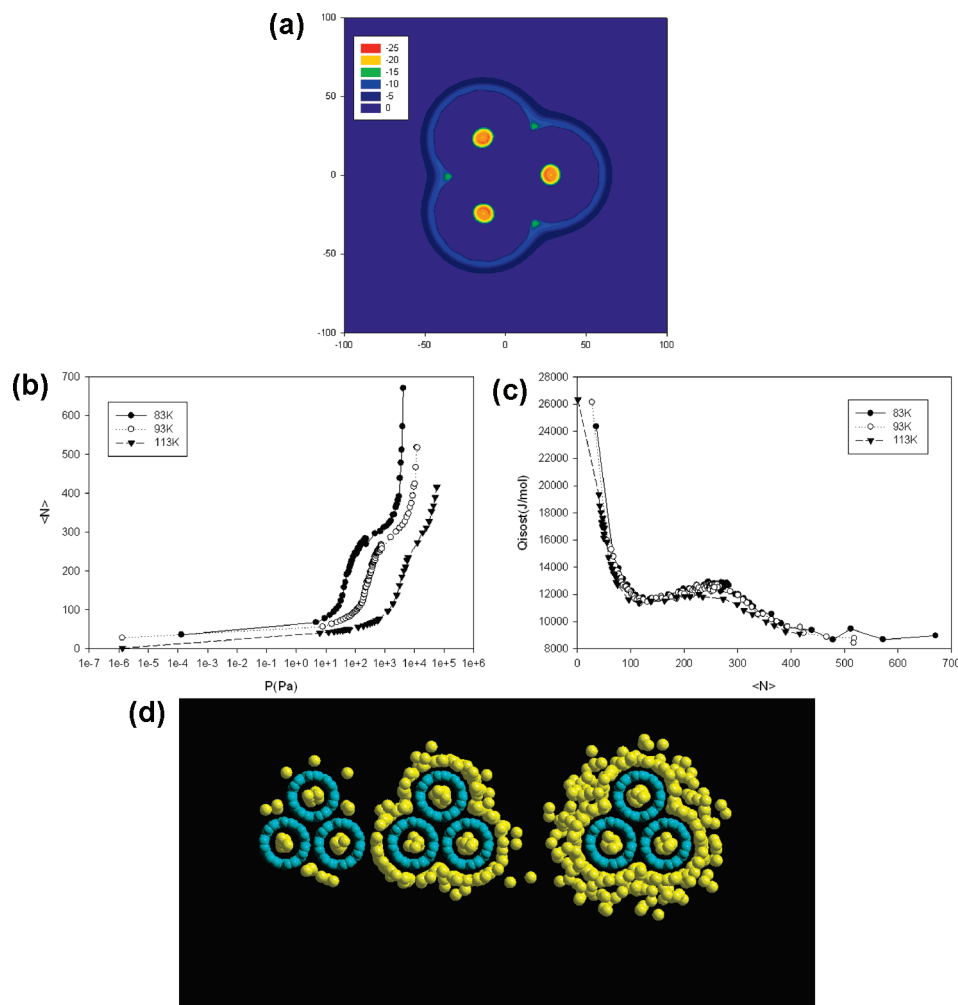 (a)
100
50
0
-50
-100
-25
-20
-15
-10
-5
0
-100 -50 0 50 100
(b)
700
600
500
400
300
200
100
0
<N>
83K
93K
113K
1e-7 1e-6 1e-5 1e-4 1e-3 1e-2 1e-1 1e+0 1e+1 1e+2 1e+3 1e+4 1e+5 1e+6
P(Pa)
(c)
28000
26000
24000
22000
20000
18000
16000
14000
12000
10000
8000
Qisost(J/mol)
83K
93K
113K
0 100 200 300 400 500 600 700
<N>
(d)